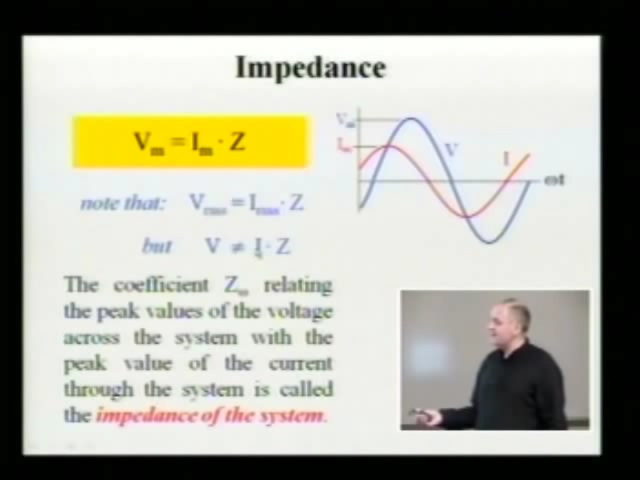 Impedance
Vm = Im · Z
note that: Vrms = Irms · Z
but V ≠ I · Z
The coefficient Zω relating
the peak values of the voltage
across the system with the
peak value of the current
through the system is called
the impedance of the system.
Vm
Im
V
I
ωt